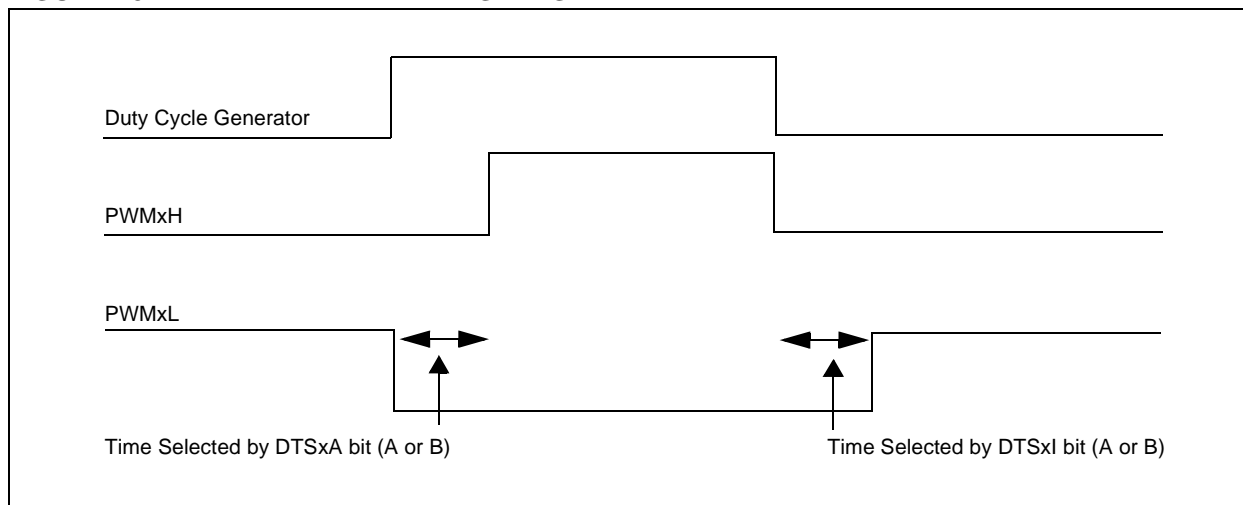 Duty Cycle Generator
PWMxH
PWMxL
Time Selected by DTSxA bit (A or B)
Time Selected by DTSxI bit (A or B)